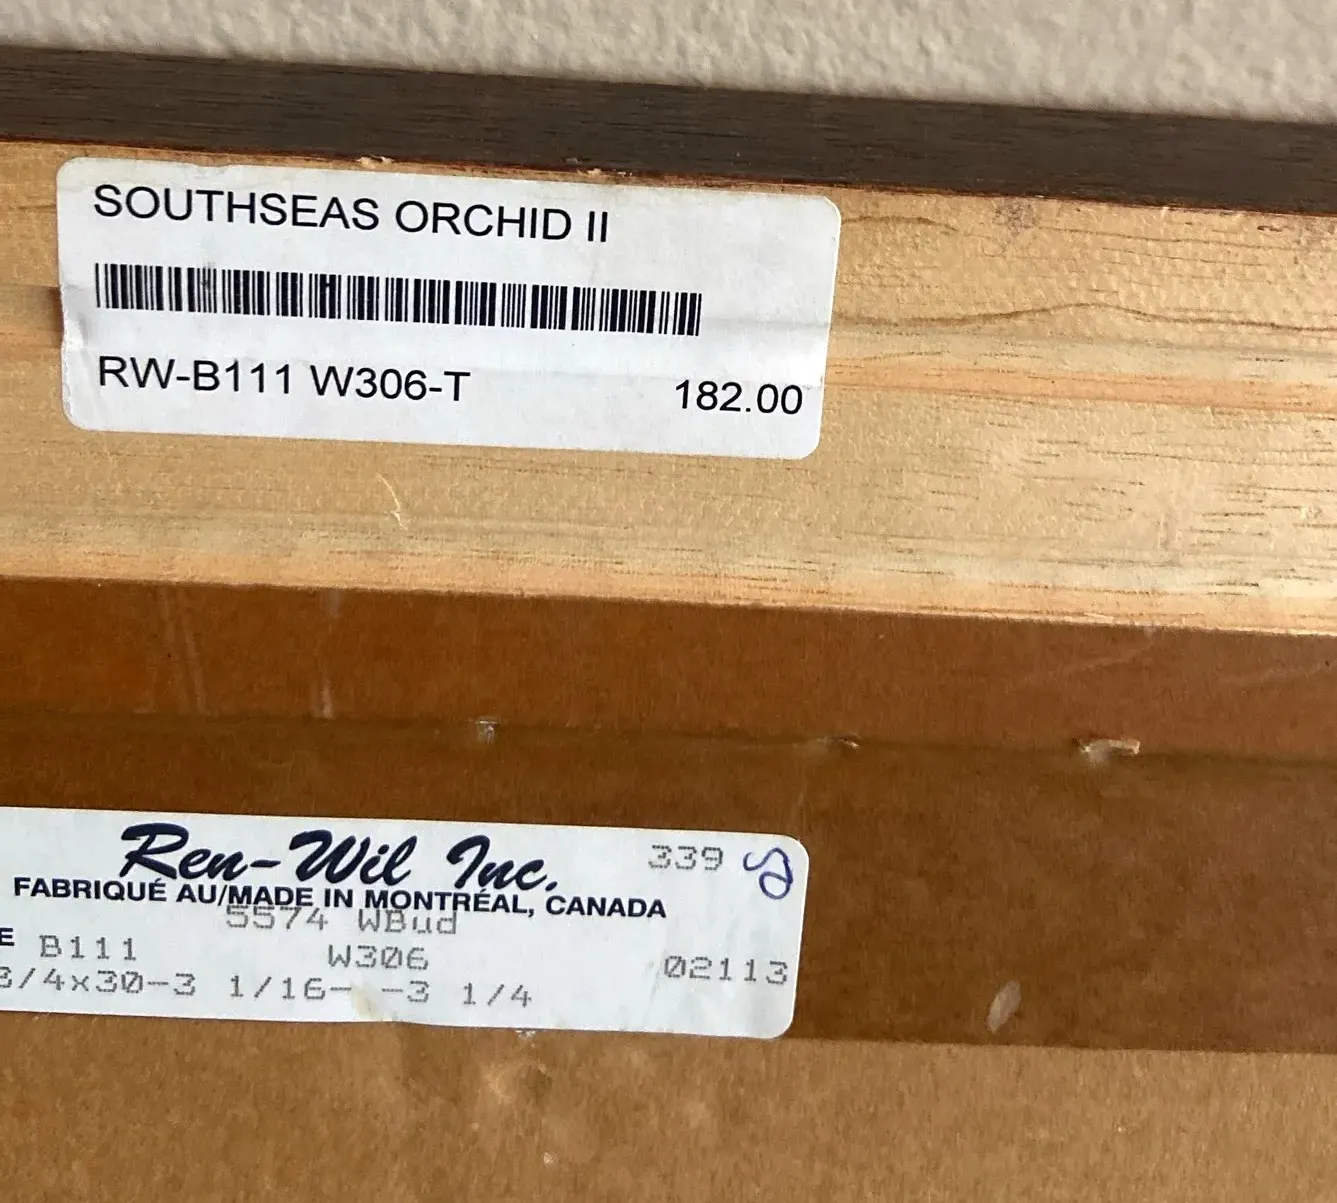 SOUTHSEAS ORCHID II
RW-B111 W306-T 182.00
Ren-Wil Inc. 339
FABRIQUÉ AU/MADE IN MONTRÉAL, CANADA
5574 WBud
E B111 W306 02113
3/4x30-3 1/16- -3 1/4